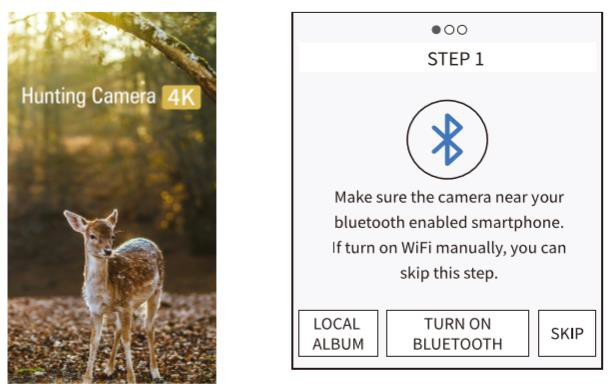 Hunting Camera 4K
STEP 1
Make sure the camera near your
bluetooth enabled smartphone.
If turn on WiFi manually, you can
skip this step.
LOCAL
ALBUM
TURN ON
BLUETOOTH
SKIP